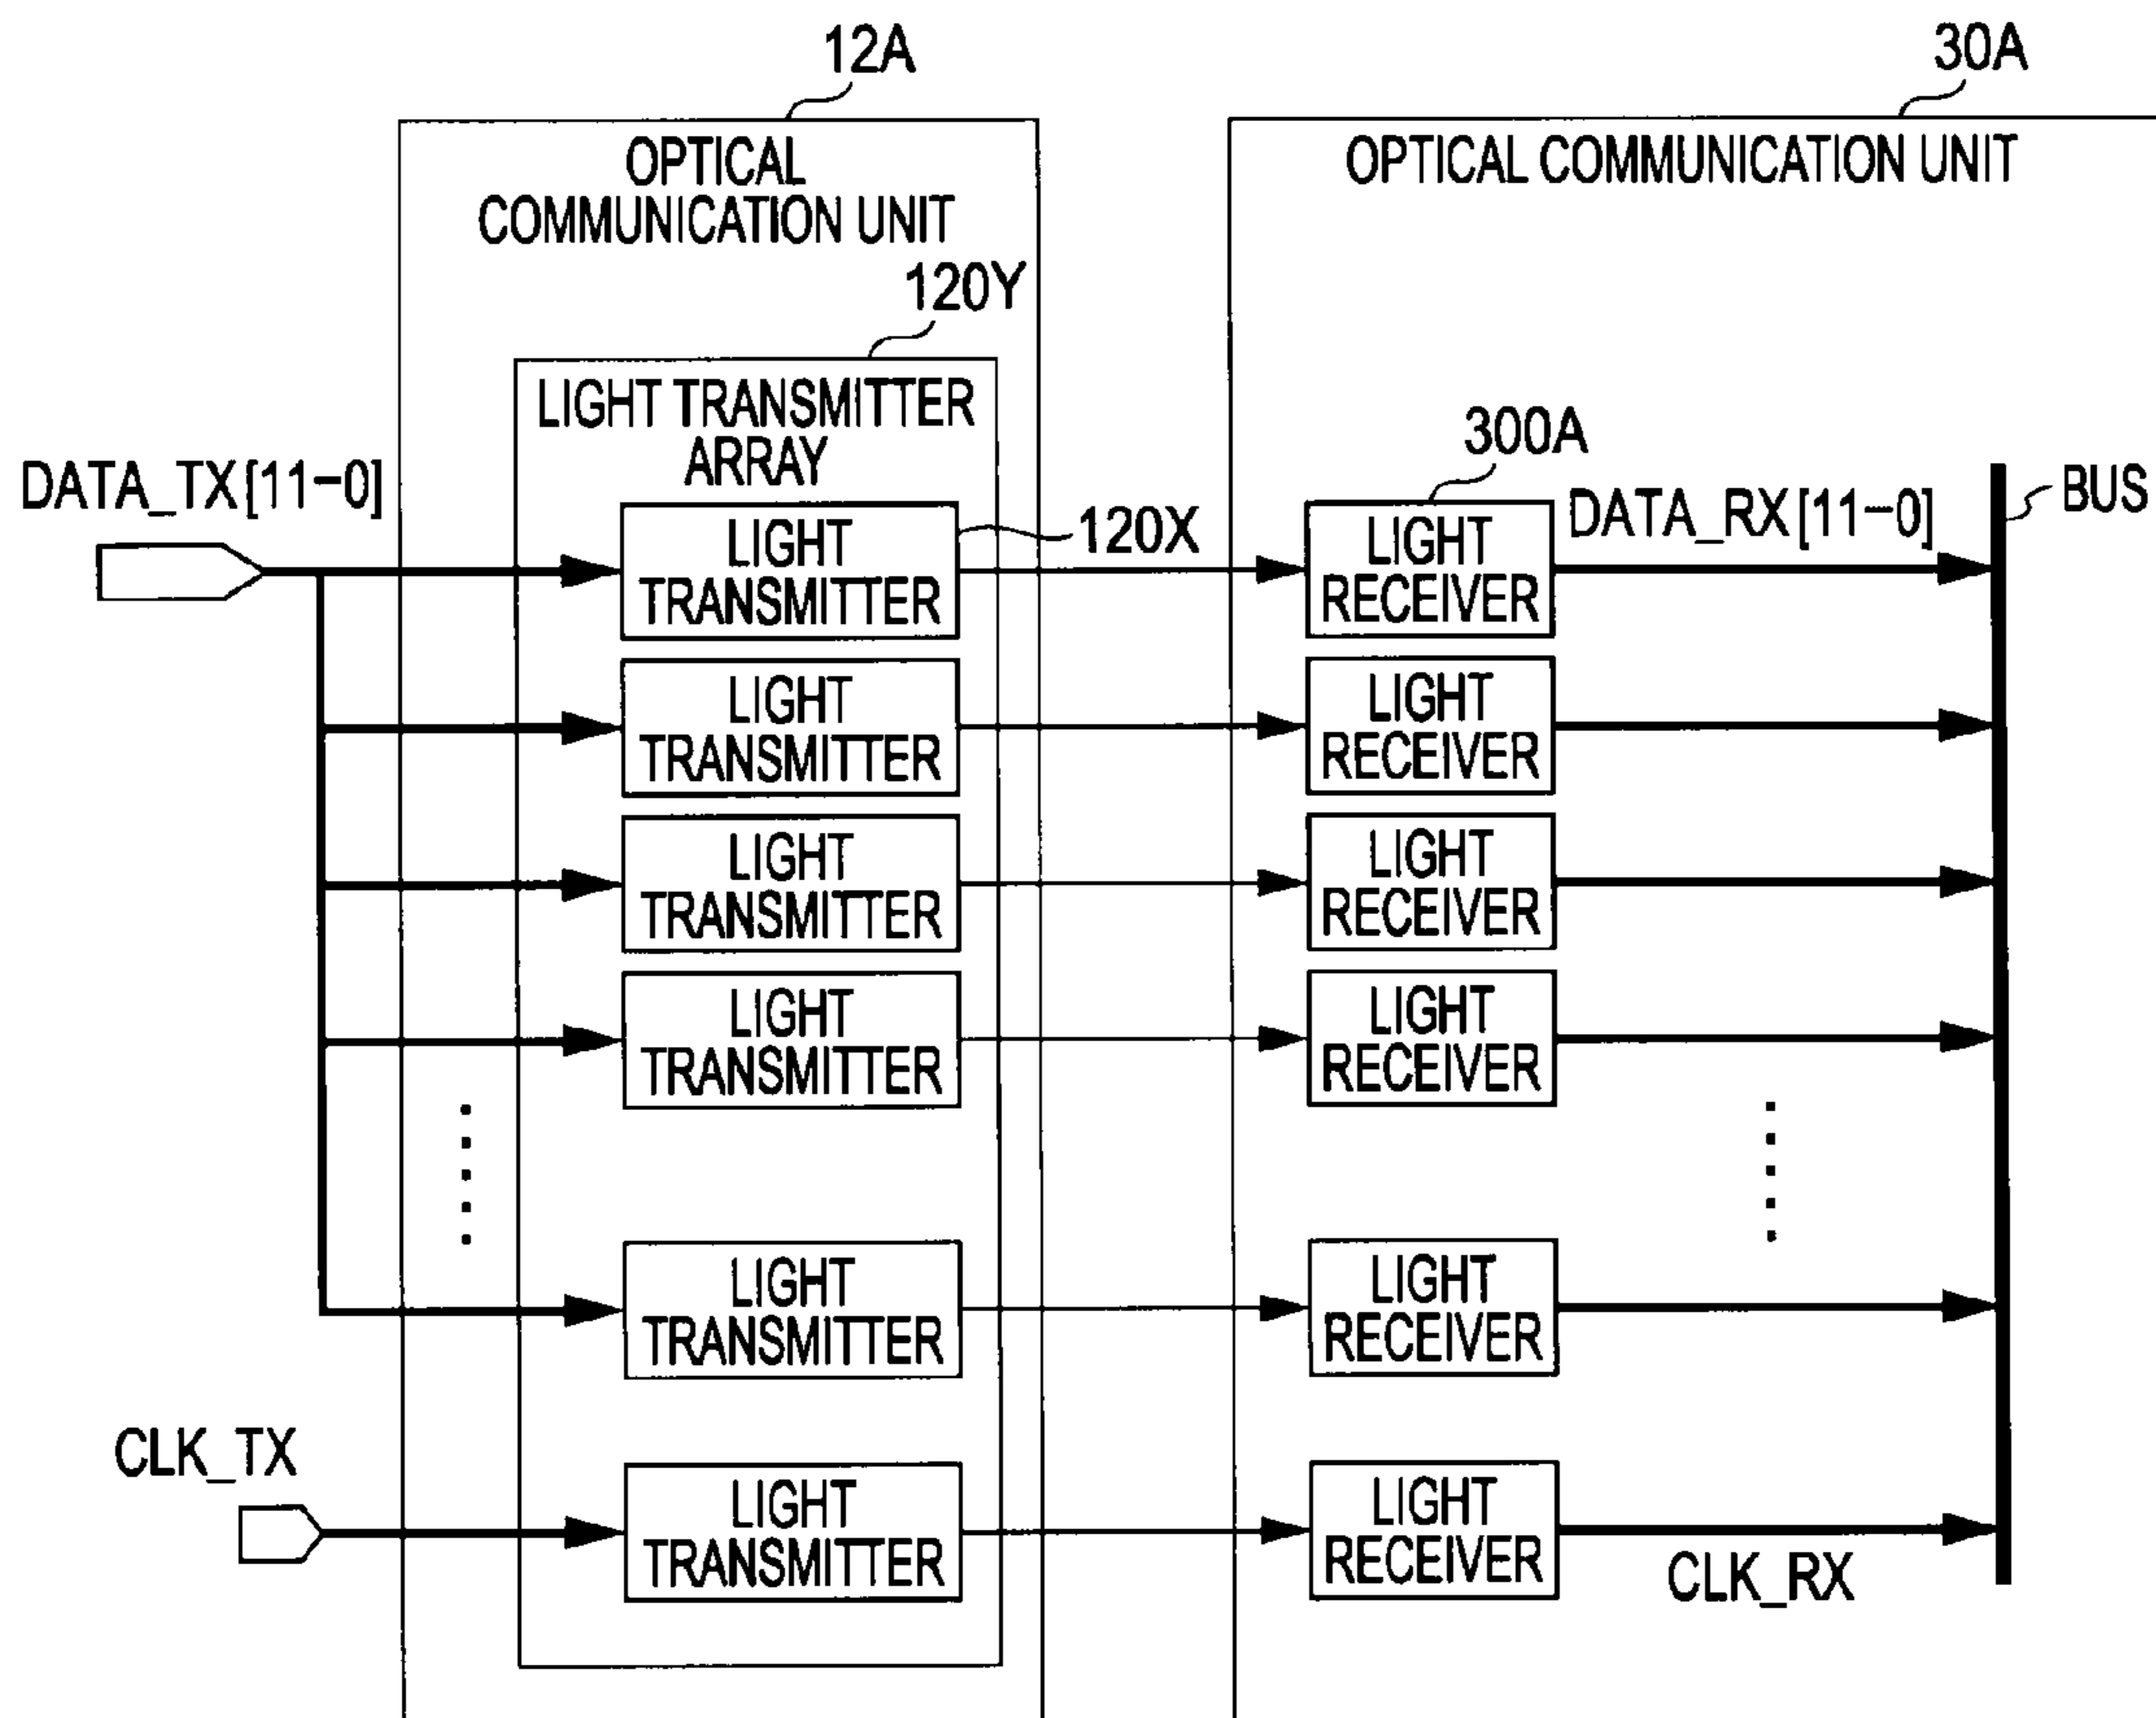 12A
30A
OPTICAL
COMMUNICATION UNIT
OPTICAL COMMUNICATION UNIT
120Y
LIGHT TRANSMITTER
ARRAY
300A
DATA_TX[11-0]
120X
DATA_RX[11-0]
BUS
LIGHT
TRANSMITTER
LIGHT
RECEIVER
LIGHT
TRANSMITTER
LIGHT
RECEIVER
LIGHT
TRANSMITTER
LIGHT
RECEIVER
LIGHT
TRANSMITTER
LIGHT
RECEIVER
LIGHT
TRANSMITTER
LIGHT
RECEIVER
CLK_TX
LIGHT
TRANSMITTER
LIGHT
RECEIVER
CLK_RX